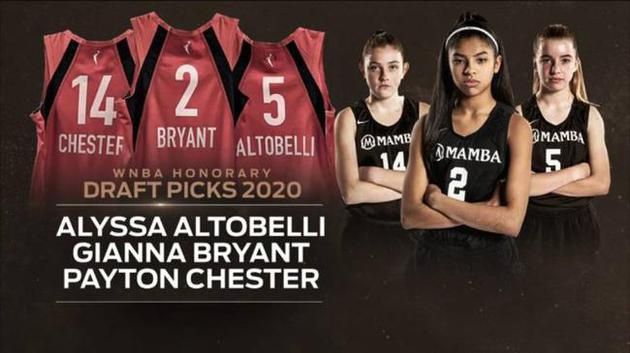 14
CHESTER
2
BRYANT
5
ALTOBELLI
WNBA HONORARY
DRAFT PICKS 2020
ALYSSA ALTOBELLI
GIANNA BRYANT
PAYTON CHESTER
MAMBA
14
MAMBA
2
MAMBA
5